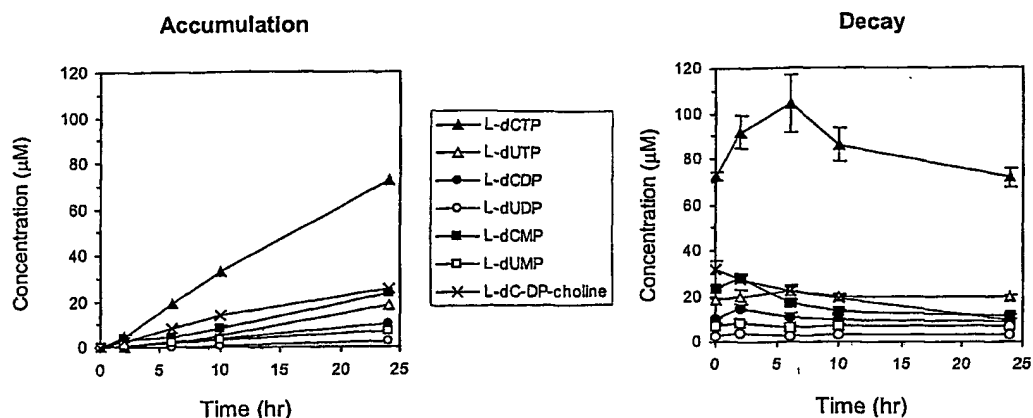 Accumulation
Concentration (µM)
120
100
80
60
40
20
0
0 5 10 15 20 25
Time (hr)
L-dCTP
L-dUTP
L-dCDP
L-dUDP
L-dCMP
L-dUMP
L-dC-DP-choline
Decay
Concentration (µM)
120
100
80
60
40
20
0
0 5 10 15 20 25
Time (hr)